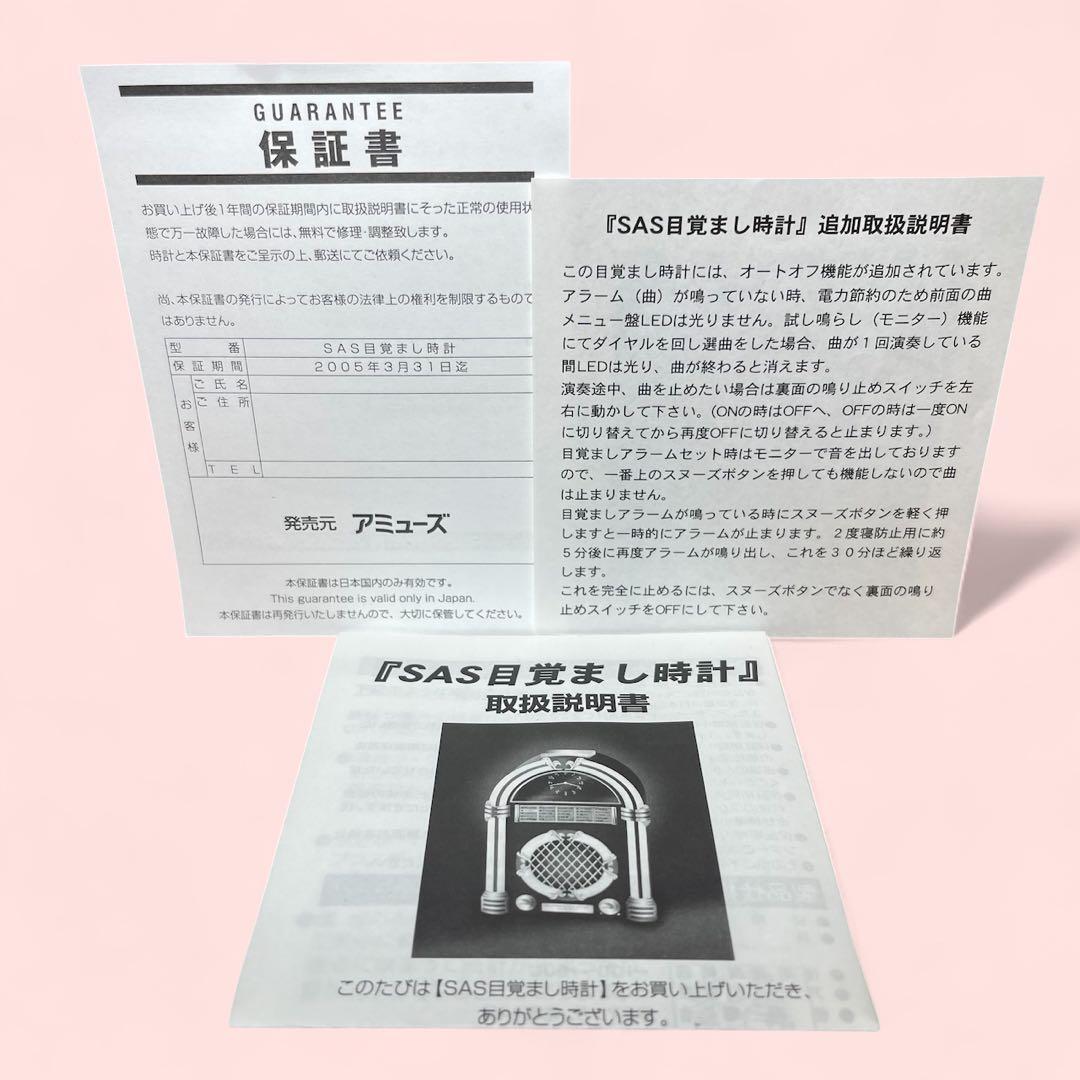 GUARANTEE
保証書
お買い上げ後1年間の保証期間内に取扱説明書にそった正常の使用状
態で万一故障した場合には、無料で修理・調整致します。
時計と本保証書をご呈示の上、郵送にてご依頼ください。
尚、本保証書の発行によってお客様の法律上の権利を制限するもので
はありません。
型 番 SAS目覚まし時計
保証期間 2005年3月31日迄
お客様
ご氏名
ご住所
TEL
発売元 アミューズ
本保証書は日本国内のみ有効です。
This guarantee is valid only in Japan.
本保証書は再発行いたしませんので、大切に保管してください。
『SAS目覚まし時計』追加取扱説明書
この目覚まし時計には、オートオフ機能が追加されています。
アラーム（曲）が鳴っていない時、電力節約のため前面の曲
メニュー盤LEDは光りません。試し鳴らし（モニター）機能
にてダイヤルを回し選曲をした場合、曲が1回演奏している
間LEDは光り、曲が終わると消えます。
演奏途中、曲を止めたい場合は裏面の鳴り止めスイッチを左
右に動かして下さい。（ONの時はOFFへ、OFFの時は一度ON
に切り替えてから再度OFFに切り替えると止まります。）
目覚ましアラームセット時はモニターで音を出しております
ので、一番上のスヌーズボタンを押しても機能しないので曲
は止まりません。
目覚ましアラームが鳴っている時にスヌーズボタンを軽く押
しますと一時的にアラームが止まります。２度寝防止用に約
５分後に再度アラームが鳴り出し、これを３０分ほど繰り返
します。
これを完全に止めるには、スヌーズボタンでなく裏面の鳴り
止めスイッチをOFFにして下さい。
『SAS目覚まし時計』
取扱説明書
このたびは【SAS目覚まし時計】をお買い上げいただき、
ありがとうございます。